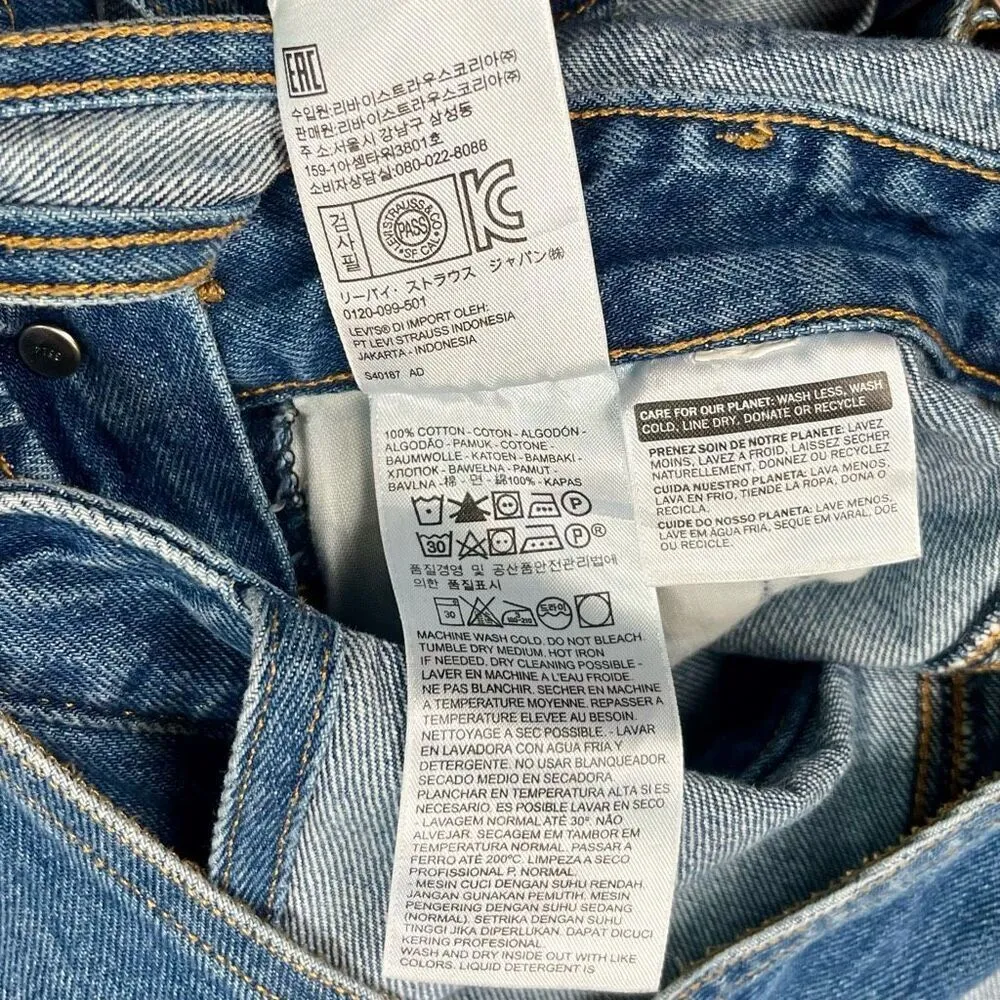 EAC
수입원:리바이스트라우스코리아(주)
판매원:리바이스트라우스코리아(주)
주 소:서울시 강남구 삼성동
159-1아셈타워3801호
소비자상담실:080-022-8088
검사필
LEVI STRAUSS & CO
PASS
SF CAL
KC
リーバイ・ストラウス ジャパン㈱
0120-099-501
LEVI'S® DI IMPORT OLEH:
PT LEVI STRAUSS INDONESIA
JAKARTA - INDONESIA
S40187 AD
100% COTTON - COTON - ALGODÓN -
ALGODÃO - PAMUK - COTONE
BAUMWOLLE - KATOEN - BAMBAKI -
ХЛОПОК - BAWEŁNA - PAMUT -
BAVLNA - 棉 - 면 - 綿100% - KAPAS
P
30
P®
품질경영 및 공산품안전관리법에
의한 품질표시
30
180-210
드라이
MACHINE WASH COLD. DO NOT BLEACH.
TUMBLE DRY MEDIUM. HOT IRON
IF NEEDED. DRY CLEANING POSSIBLE -
LAVER EN MACHINE A L'EAU FROIDE.
NE PAS BLANCHIR. SECHER EN MACHINE
A TEMPERATURE MOYENNE. REPASSER A
TEMPERATURE ELEVEE AU BESOIN.
NETTOYAGE A SEC POSSIBLE. - LAVAR
EN LAVADORA CON AGUA FRIA Y
DETERGENTE. NO USAR BLANQUEADOR.
SECADO MEDIO EN SECADORA
PLANCHAR EN TEMPERATURA ALTA SI ES
NECESARIO. ES POSIBLE LAVAR EN SECO
- LAVAGEM NORMAL ATÉ 30°. NÃO
ALVEJAR. SECAGEM EM TAMBOR EM
TEMPERATURA NORMAL. PASSAR A
FERRO ATÉ 200ºC. LIMPEZA A SECO
PROFISSIONAL P. NORMAL.
- MESIN CUCI DENGAN SUHU RENDAH.
JANGAN GUNAKAN PEMUTIH. MESIN
PENGERING DENGAN SUHU SEDANG
(NORMAL). SETRIKA DENGAN SUHU
TINGGI JIKA DIPERLUKAN. DAPAT DICUCI
KERING PROFESIONAL.
WASH AND DRY INSIDE OUT WITH LIKE
COLORS. LIQUID DETERGENT IS
CARE FOR OUR PLANET: WASH LESS, WASH
COLD, LINE DRY, DONATE OR RECYCLE
PRENEZ SOIN DE NOTRE PLANETE: LAVEZ
MOINS, LAVEZ À FROID, LAISSEZ SECHER
NATURELLEMENT, DONNEZ OU RECYCLEZ
CUIDA NUESTRO PLANETA: LAVA MENOS,
LAVA EN FRIO, TIENDE LA ROPA, DONA O
RECICLA.
CUIDE DO NOSSO PLANETA: LAVE MENOS,
LAVE EM ÀGUA FRIA, SEQUE EM VARAL, DOE
OU RECICLE.